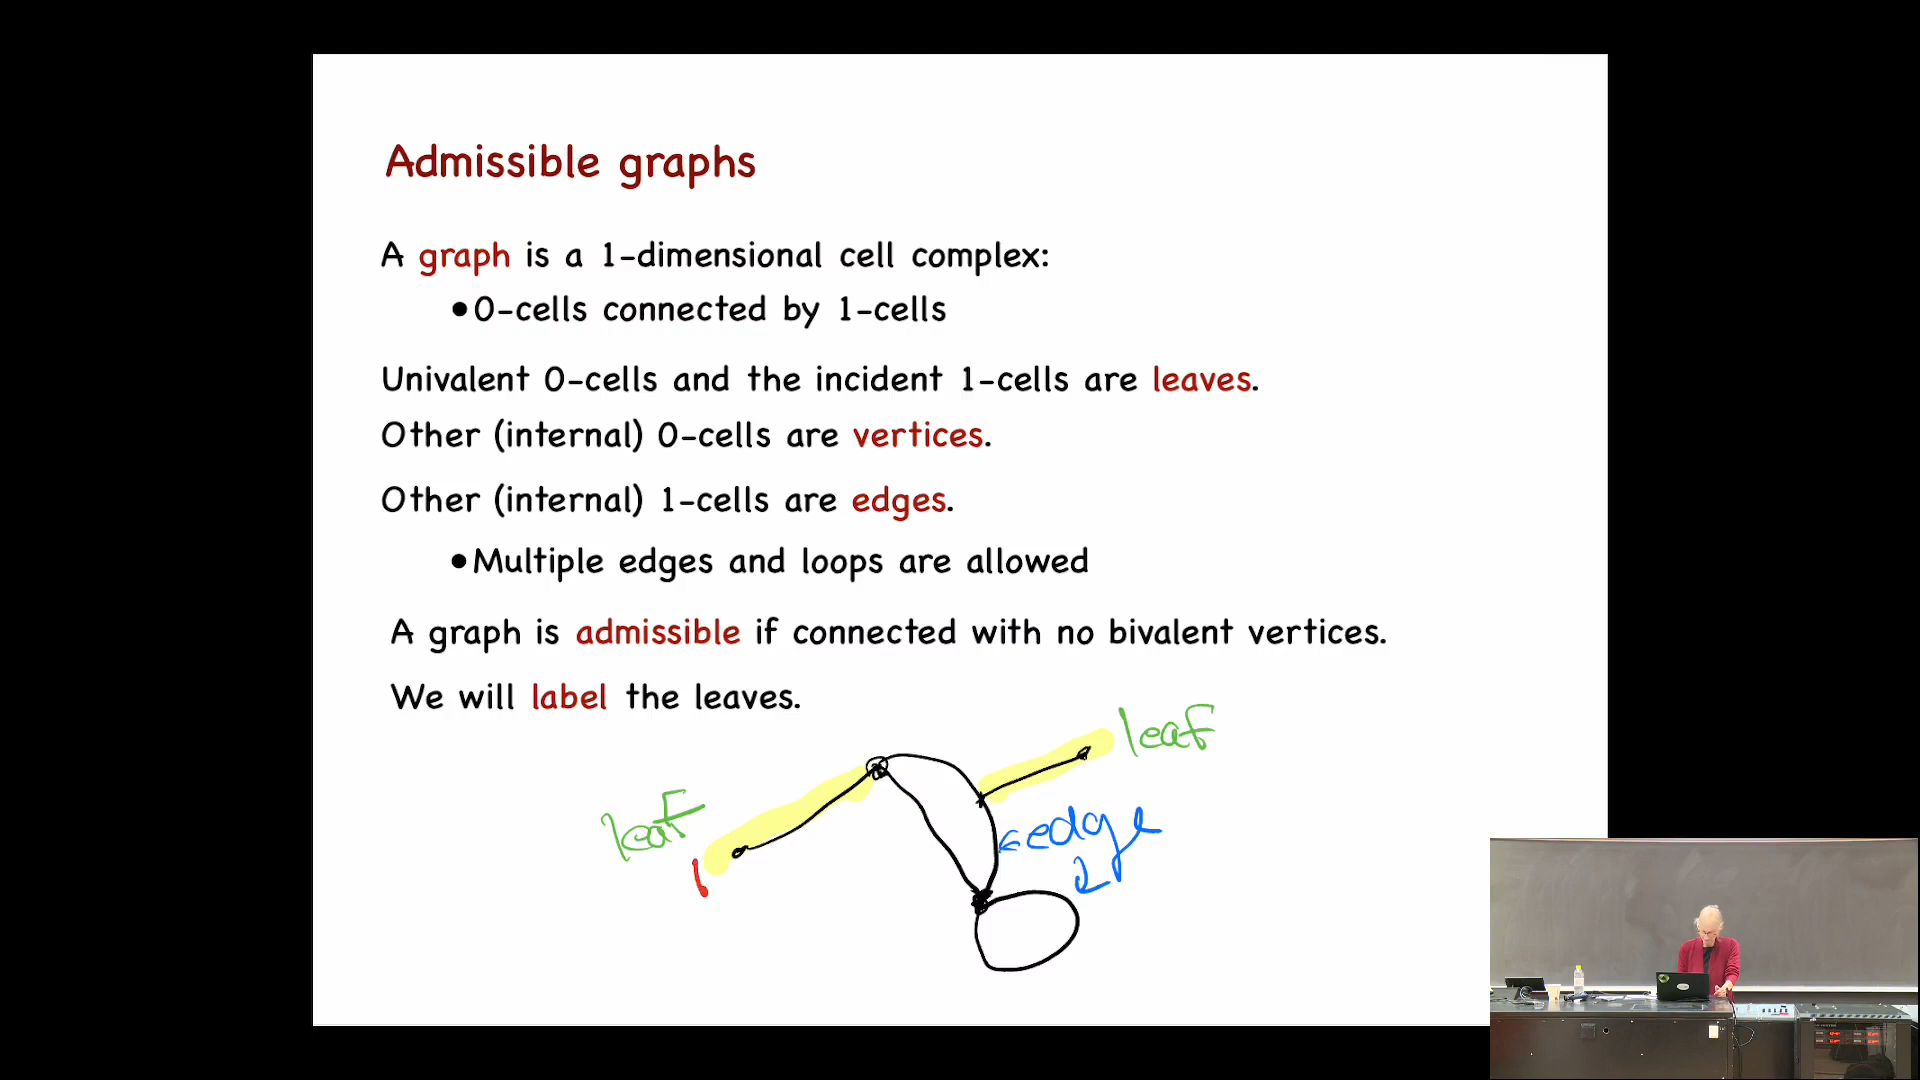 Admissible graphs
A graph is a 1-dimensional cell complex:
•0-cells connected by 1-cells
Univalent 0-cells and the incident 1-cells are leaves.
Other (internal) 0-cells are vertices.
Other (internal) 1-cells are edges.
•Multiple edges and loops are allowed
A graph is admissible if connected with no bivalent vertices.
We will label the leaves.
leaf
leaf
edge